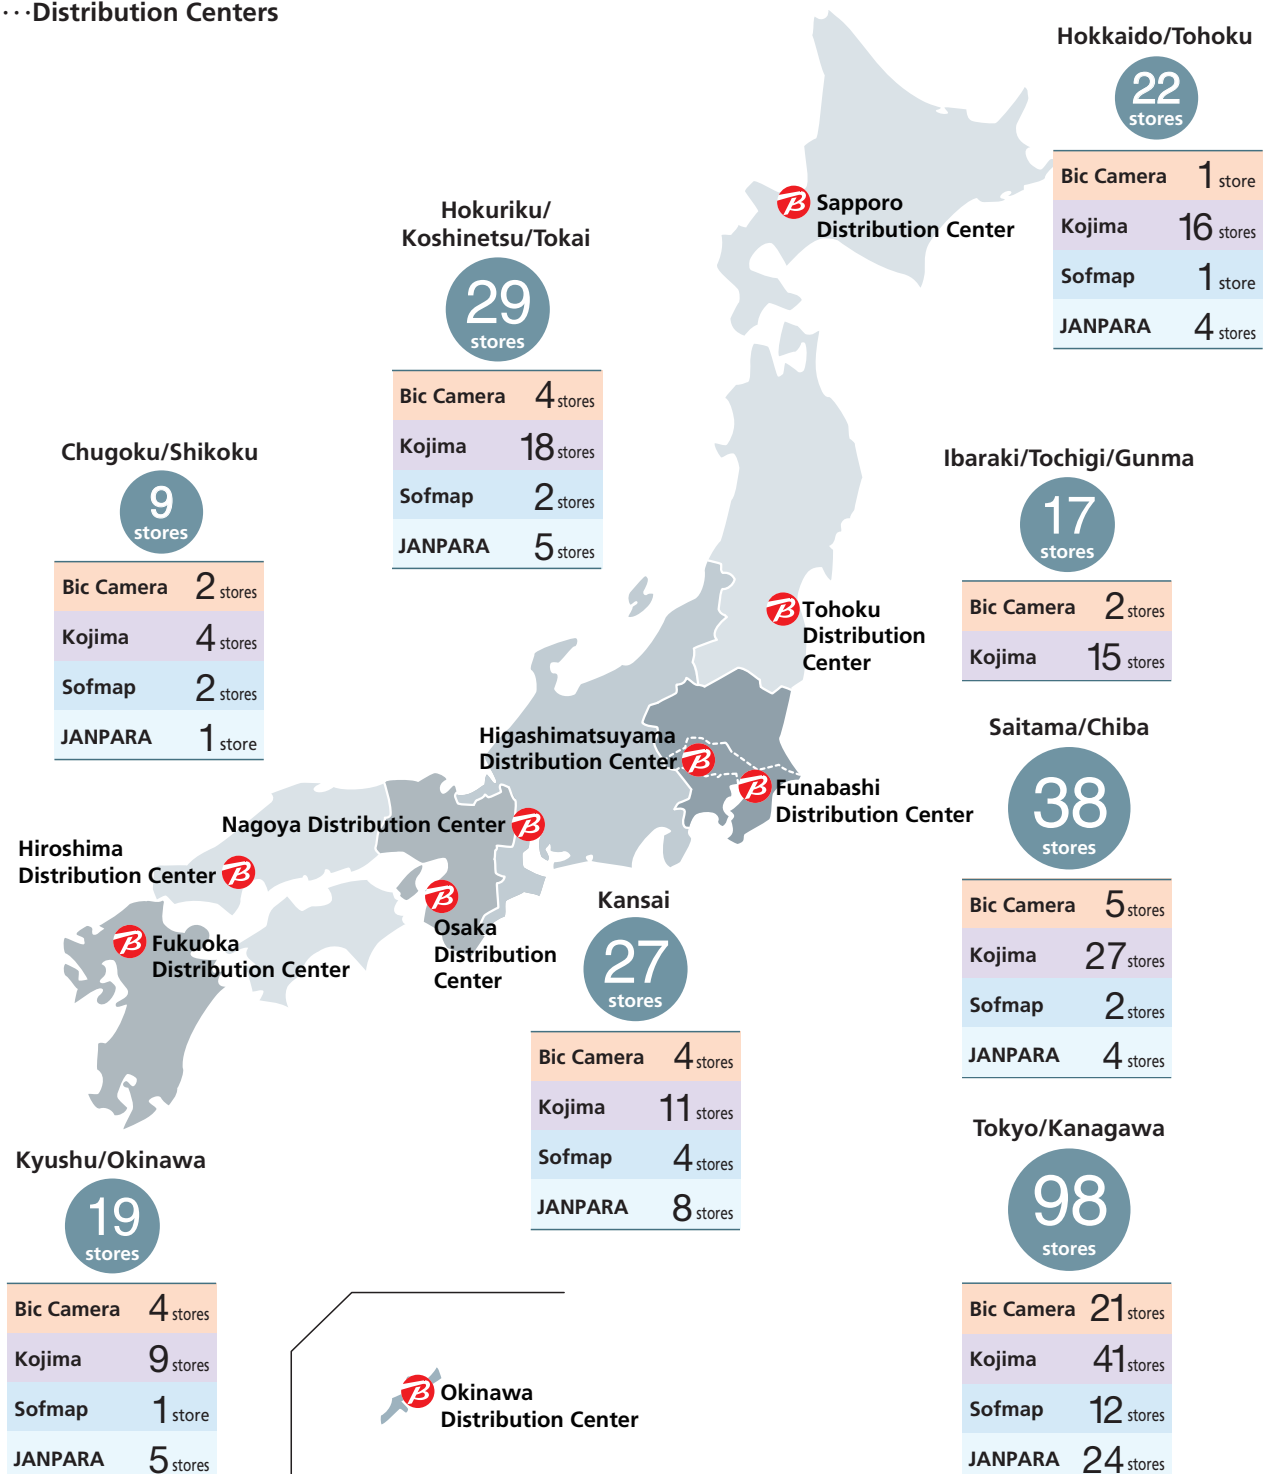 …Distribution Centers
Hokkaido/Tohoku
22
stores
Bic Camera 1 store
Kojima 16 stores
Sofmap 1 store
JANPARA 4 stores
Sapporo
Distribution Center
Hokuriku/
Koshinetsu/Tokai
29
stores
Bic Camera 4 stores
Kojima 18 stores
Sofmap 2 stores
JANPARA 5 stores
Chugoku/Shikoku
9
stores
Bic Camera 2 stores
Kojima 4 stores
Sofmap 2 stores
JANPARA 1 store
Ibaraki/Tochigi/Gunma
17
stores
Bic Camera 2 stores
Kojima 15 stores
Tohoku
Distribution
Center
Higashimatsuyama
Distribution Center
Funabashi
Distribution Center
Nagoya Distribution Center
Hiroshima
Distribution Center
Osaka
Distribution
Center
Fukuoka
Distribution Center
Saitama/Chiba
38
stores
Bic Camera 5 stores
Kojima 27 stores
Sofmap 2 stores
JANPARA 4 stores
Kansai
27
stores
Bic Camera 4 stores
Kojima 11 stores
Sofmap 4 stores
JANPARA 8 stores
Tokyo/Kanagawa
98
stores
Bic Camera 21 stores
Kojima 41 stores
Sofmap 12 stores
JANPARA 24 stores
Kyushu/Okinawa
19
stores
Bic Camera 4 stores
Kojima 9 stores
Sofmap 1 store
JANPARA 5 stores
Okinawa
Distribution Center